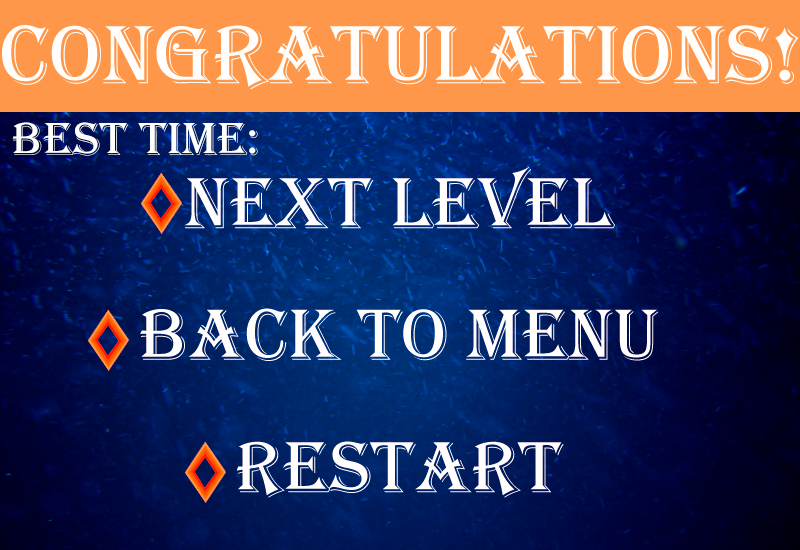 CONGRATULATIONS!
BEST TIME:
NEXT LEVEL
BACK TO MENU
RESTART